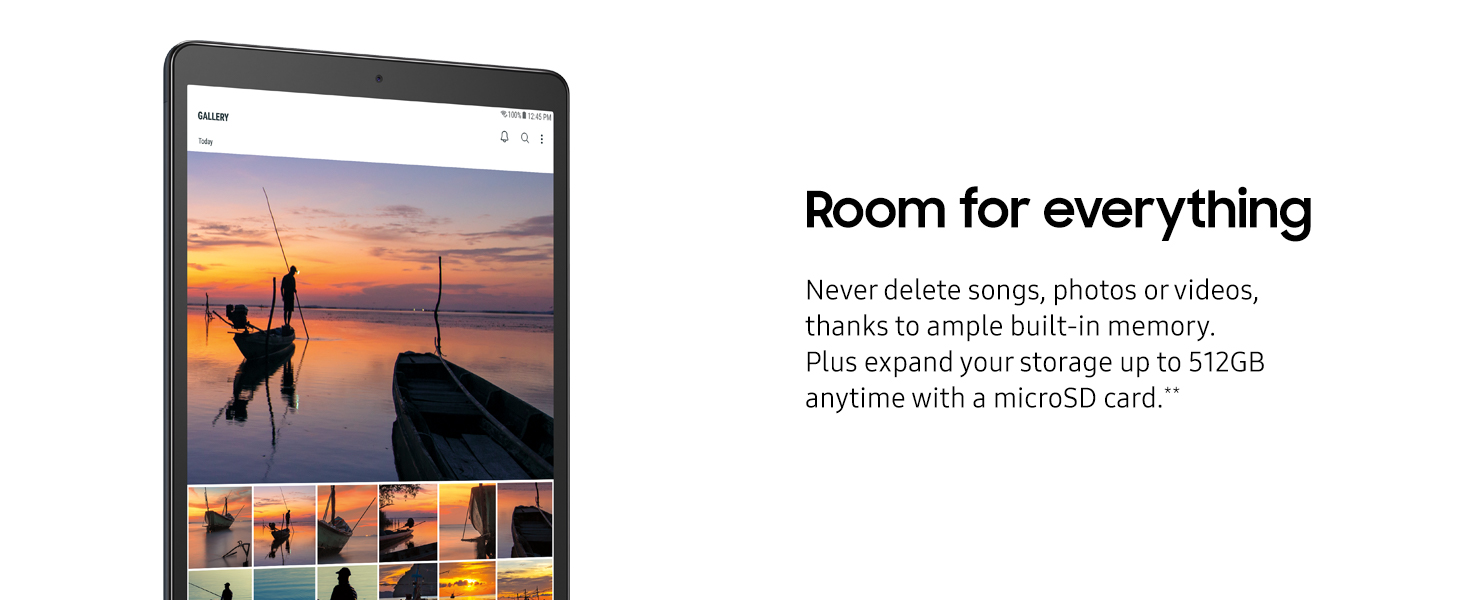 GALLERY
100% 12:45 PM
Today
Room for everything
Never delete songs, photos or videos,
thanks to ample built-in memory.
Plus expand your storage up to 512GB
anytime with a microSD card.**